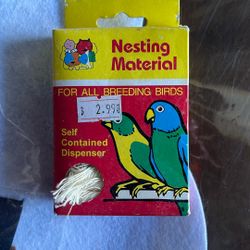 Nesting
Material
FOR ALL BREEDING BIRDS
$ 2.99
Self
Contained
Dispenser